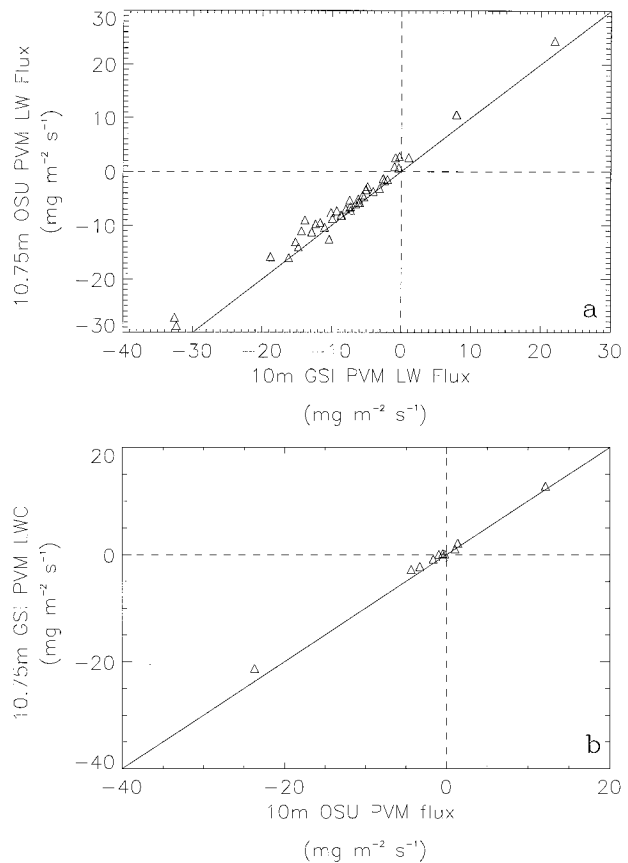 30
20
10
0
-10
-20
-30
10.75m OSU PVM LW Flux
(mg m⁻² s⁻¹)
a
-40 -30 0 10 20 30
10m GSI PVM LW Flux
(mg m⁻² s⁻¹)
20
0
-20
-40
10.75m GSI PVM LWC
(mg m⁻² s⁻¹)
b
-40 -20 0 20
10m OSU PVM flux
(mg m⁻² s⁻¹)